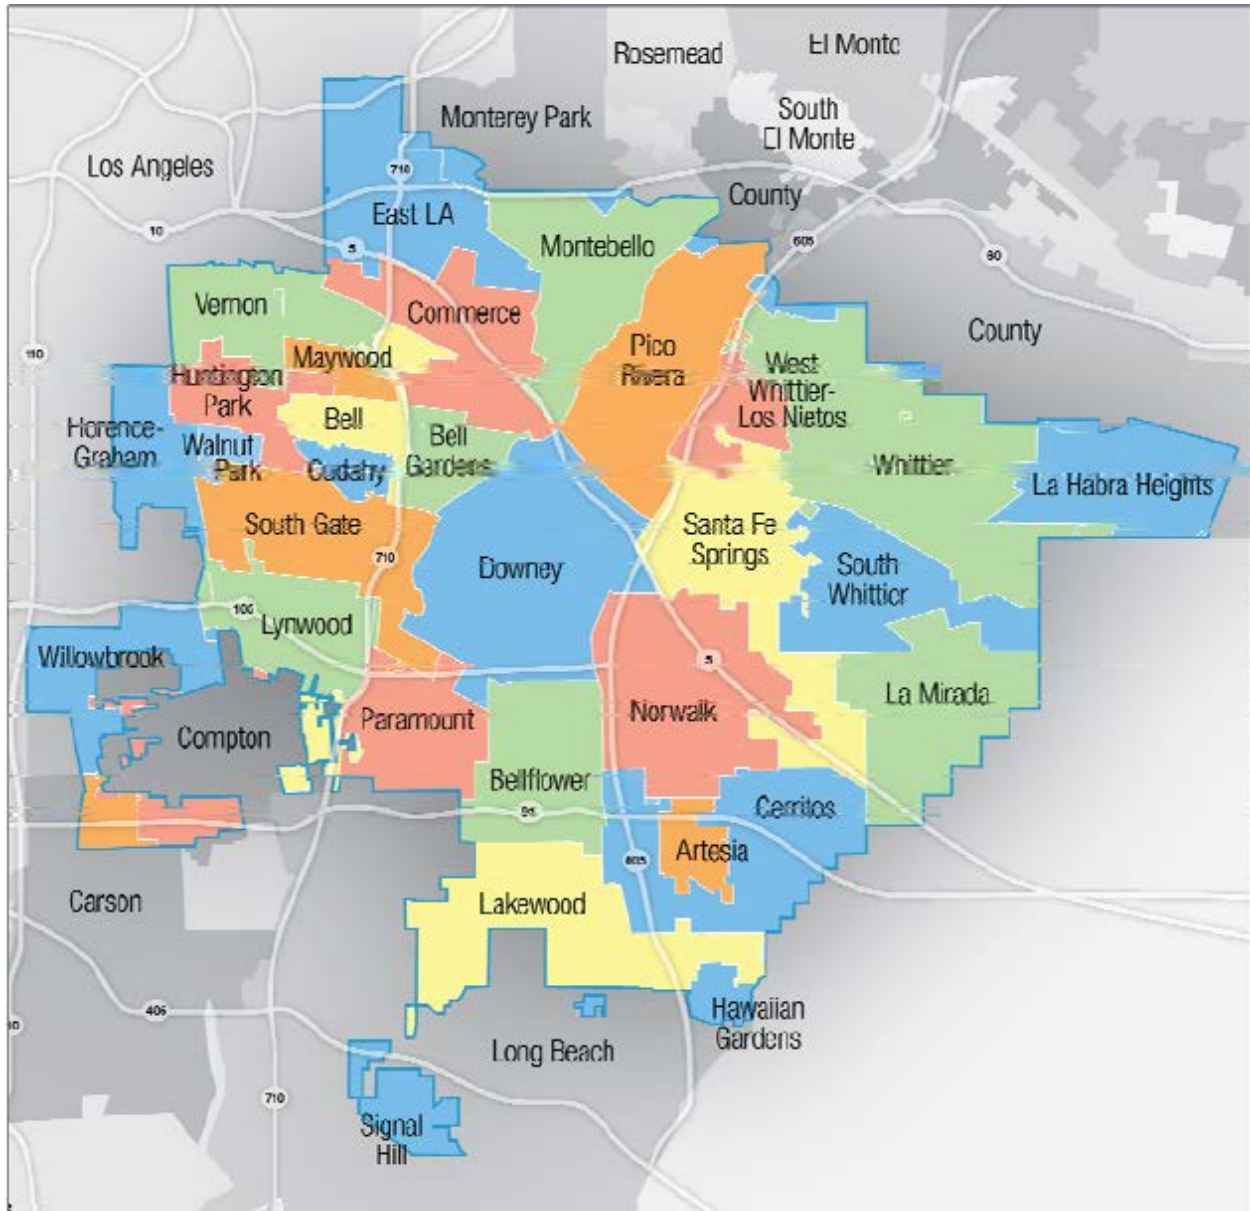 Rosemead
El Monte
Monterey Park
South
El Monte
Los Angeles
710
County
East LA
10
5
Montebello
605
60
Vernon
Commerce
County
110
Maywood
Pico
Rivera
West
Whittier-
Los Nietos
Huntington
Park
Bell
Florence-
Graham
Walnut
Park
Cudahy
Bell
Gardens
Whittier
La Habra Heights
South Gate
Santa Fe
Springs
710
Downey
South
Whittier
105
Lynwood
Willowbrook
5
La Mirada
Norwalk
Paramount
Compton
Bellflower
91
Cerritos
Artesia
605
Carson
Lakewood
405
Hawaiian
Gardens
Long Beach
710
Signal
Hill